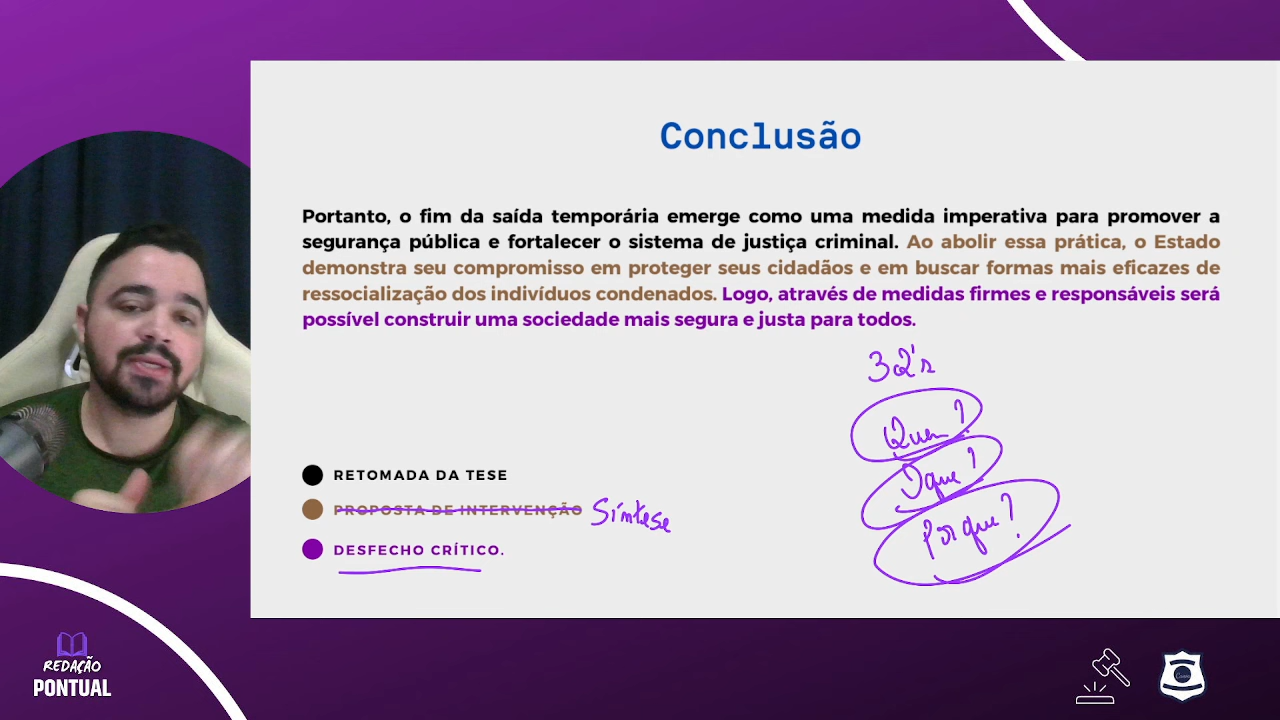 Conclusão
Portanto, o fim da saída temporária emerge como uma medida imperativa para promover a
segurança pública e fortalecer o sistema de justiça criminal. Ao abolir essa prática, o Estado
demonstra seu compromisso em proteger seus cidadãos e em buscar formas mais eficazes de
ressocialização dos indivíduos condenados. Logo, através de medidas firmes e responsáveis será
possível construir uma sociedade mais segura e justa para todos.
3Q's
Quem?
Oque?
Por que?
RETOMADA DA TESE
PROPOSTA DE INTERVENÇÃO Síntese
DESFECHO CRÍTICO.
REDAÇÃO
PONTUAL